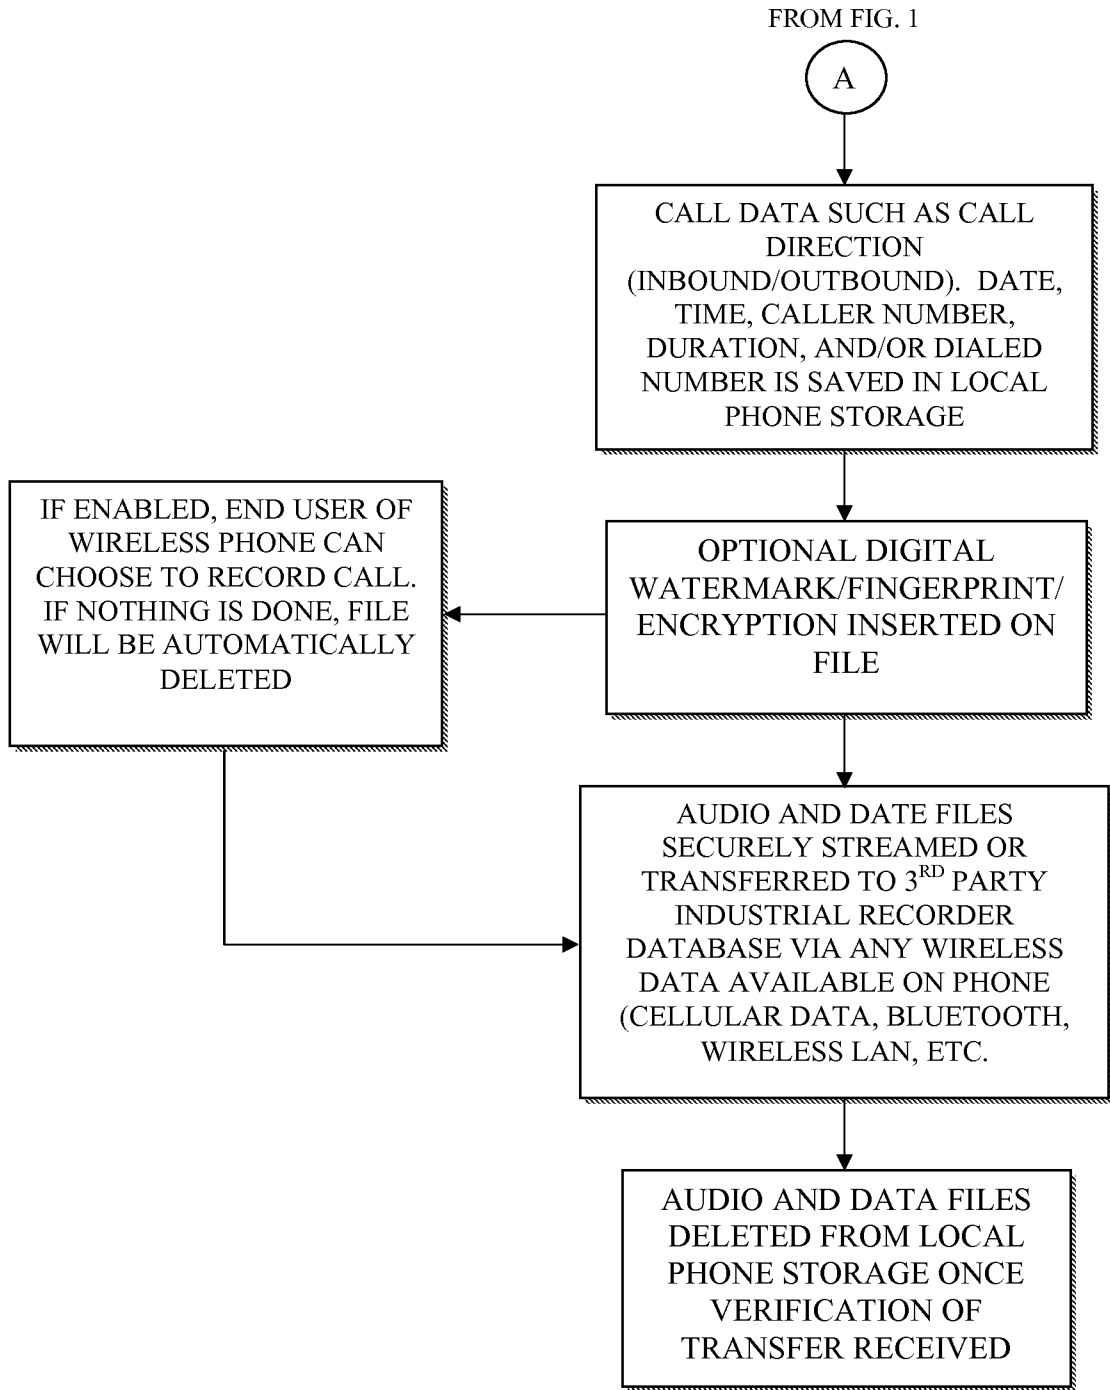 FROM FIG. 1
A
CALL DATA SUCH AS CALL
DIRECTION
(INBOUND/OUTBOUND).  DATE,
TIME, CALLER NUMBER,
DURATION, AND/OR DIALED
NUMBER IS SAVED IN LOCAL
PHONE STORAGE
IF ENABLED, END USER OF
WIRELESS PHONE CAN
CHOOSE TO RECORD CALL.
IF NOTHING IS DONE, FILE
WILL BE AUTOMATICALLY
DELETED
OPTIONAL DIGITAL
WATERMARK/FINGERPRINT/
ENCRYPTION INSERTED ON
FILE
AUDIO AND DATE FILES
SECURELY STREAMED OR
TRANSFERRED TO 3RD PARTY
INDUSTRIAL RECORDER
DATABASE VIA ANY WIRELESS
DATA AVAILABLE ON PHONE
(CELLULAR DATA, BLUETOOTH,
WIRELESS LAN, ETC.
AUDIO AND DATA FILES
DELETED FROM LOCAL
PHONE STORAGE ONCE
VERIFICATION OF
TRANSFER RECEIVED